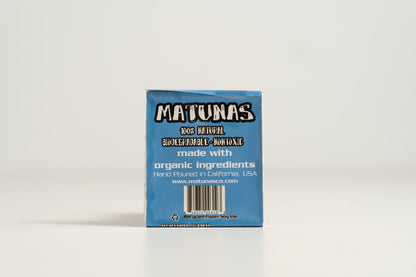 MATUNAS
100% NATURAL
BIODEGRADABLE - NONTOXIC
made with
organic ingredients
Hand Poured in California, USA
www.matunasco.com